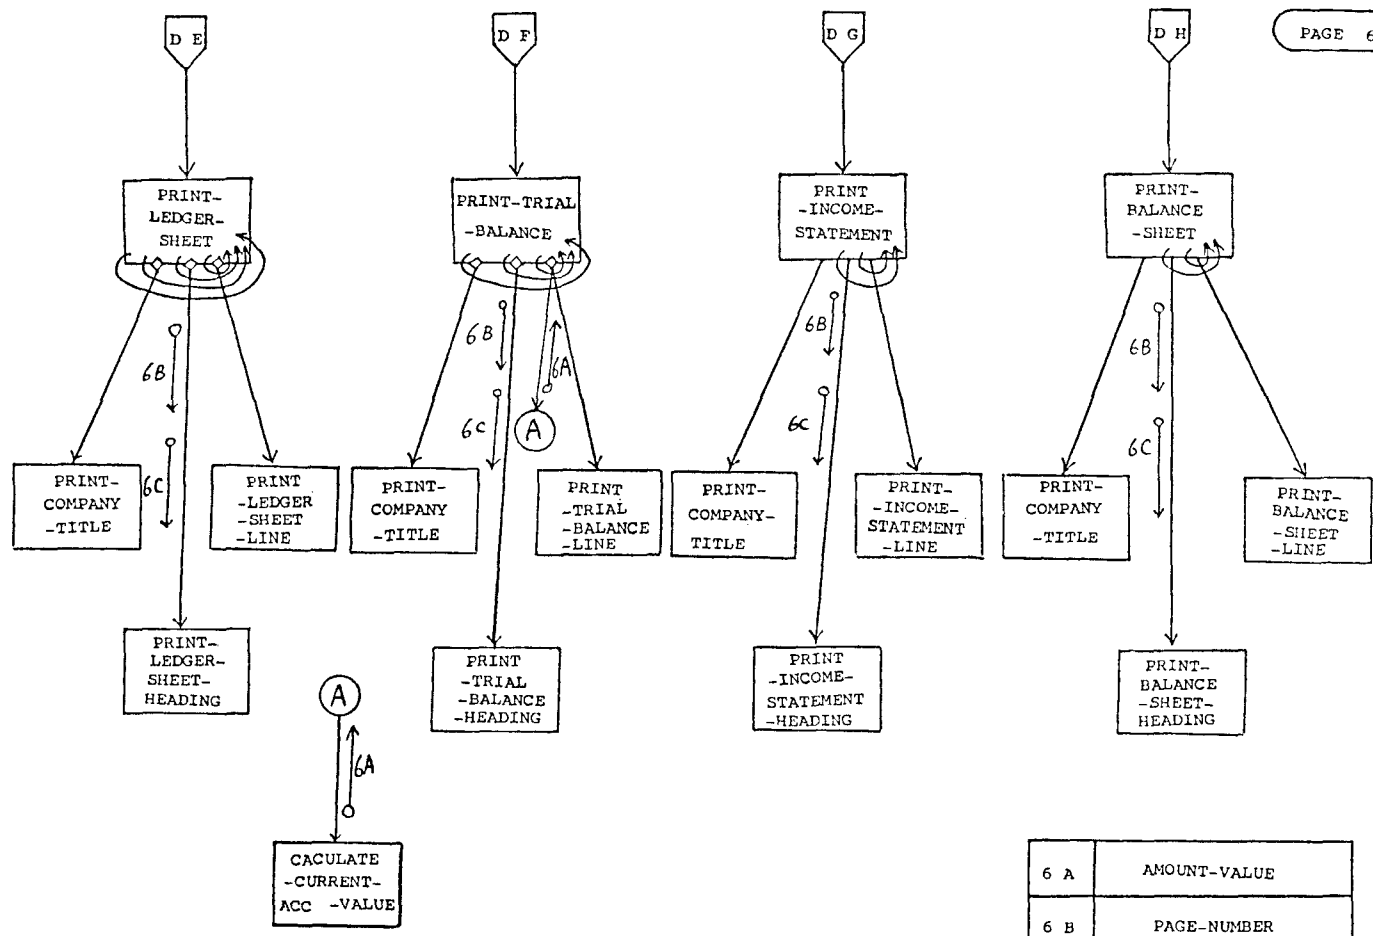 D E
D F
D G
D H
PAGE 6
PRINT-
LEDGER-
SHEET
PRINT-TRIAL
-BALANCE
PRINT
-INCOME-
STATEMENT
PRINT-
BALANCE
-SHEET
6B
6C
6B
6C
6A
A
6B
6C
6B
6C
PRINT-
COMPANY
-TITLE
PRINT
-LEDGER
-SHEET
-LINE
PRINT-
COMPANY
-TITLE
PRINT
-TRIAL
-BALANCE
-LINE
PRINT-
COMPANY-
TITLE
PRINT-
-INCOME-
STATEMENT
-LINE
PRINT-
COMPANY
-TITLE
PRINT-
BALANCE
-SHEET
-LINE
PRINT-
LEDGER-
SHEET-
HEADING
PRINT
-TRIAL
-BALANCE
-HEADING
PRINT
-INCOME-
STATEMENT
-HEADING
PRINT-
BALANCE
-SHEET-
HEADING
A
6A
CACULATE
-CURRENT-
ACC -VALUE
6 A AMOUNT-VALUE
6 B PAGE-NUMBER